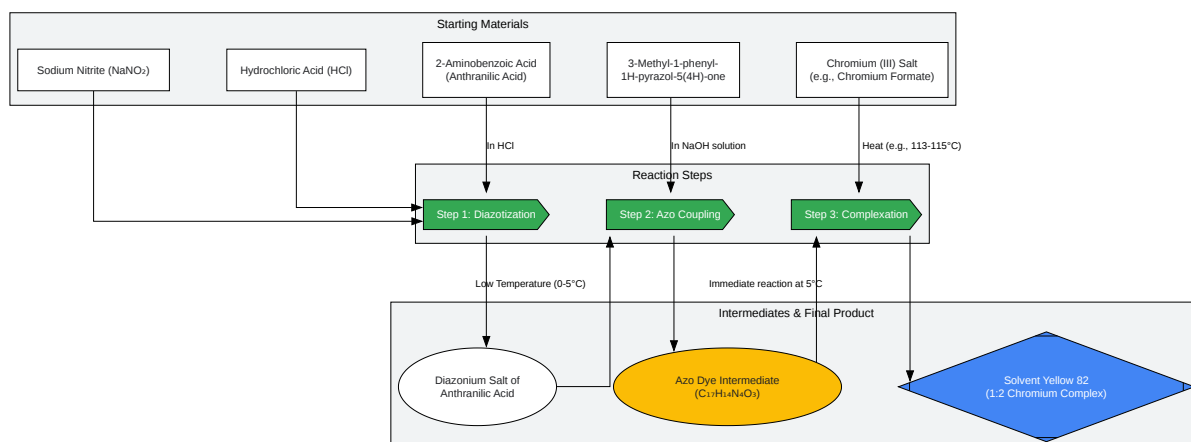 Starting Materials
Sodium Nitrite (NaNO₂)
Hydrochloric Acid (HCl)
2-Aminobenzoic Acid
(Anthranilic Acid)
3-Methyl-1-phenyl-
1H-pyrazol-5(4H)-one
Chromium (III) Salt
(e.g., Chromium Formate)
In HCl
In NaOH solution
Heat (e.g., 113-115°C)
Reaction Steps
Step 1: Diazotization
Step 2: Azo Coupling
Step 3: Complexation
Low Temperature (0-5°C)
Immediate reaction at 5°C
Intermediates & Final Product
Diazonium Salt of
Anthranilic Acid
Azo Dye Intermediate
(C₁₇H₁₄N₄O₃)
Solvent Yellow 82
(1:2 Chromium Complex)